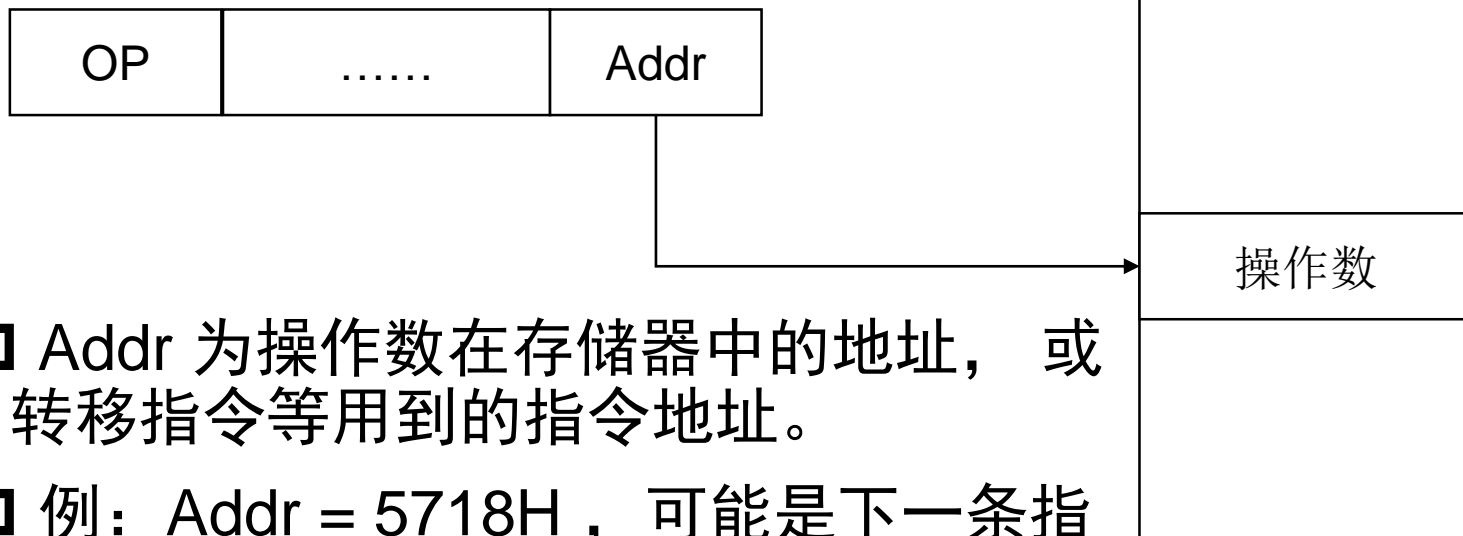 OP …… Addr
操作数
Addr 为操作数在存储器中的地址， 或
转移指令等用到的指令地址。
例：Addr = 5718H ，可能是下一条指